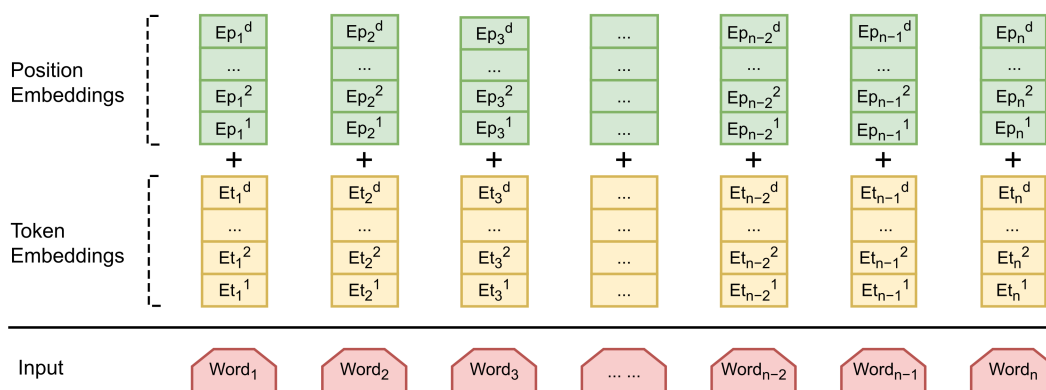 Ep₁ᵈ Ep₂ᵈ Ep₃ᵈ ... Epₙ₋₂ᵈ Epₙ₋₁ᵈ Epₙᵈ
... ... ... ... ... ... ...
Position Embeddings
Ep₁² Ep₂² Ep₃² ... Epₙ₋₂² Epₙ₋₁² Epₙ²
Ep₁¹ Ep₂¹ Ep₃¹ ... Epₙ₋₂¹ Epₙ₋₁¹ Epₙ¹
+ + + + + + +
Et₁ᵈ Et₂ᵈ Et₃ᵈ ... Etₙ₋₂ᵈ Etₙ₋₁ᵈ Etₙᵈ
... ... ... ... ... ... ...
Token Embeddings
Et₁² Et₂² Et₃² ... Etₙ₋₂² Etₙ₋₁² Etₙ²
Et₁¹ Et₂¹ Et₃¹ ... Etₙ₋₂¹ Etₙ₋₁¹ Etₙ¹
Input Word₁ Word₂ Word₃ ... ... Wordₙ₋₂ Wordₙ₋₁ Wordₙ